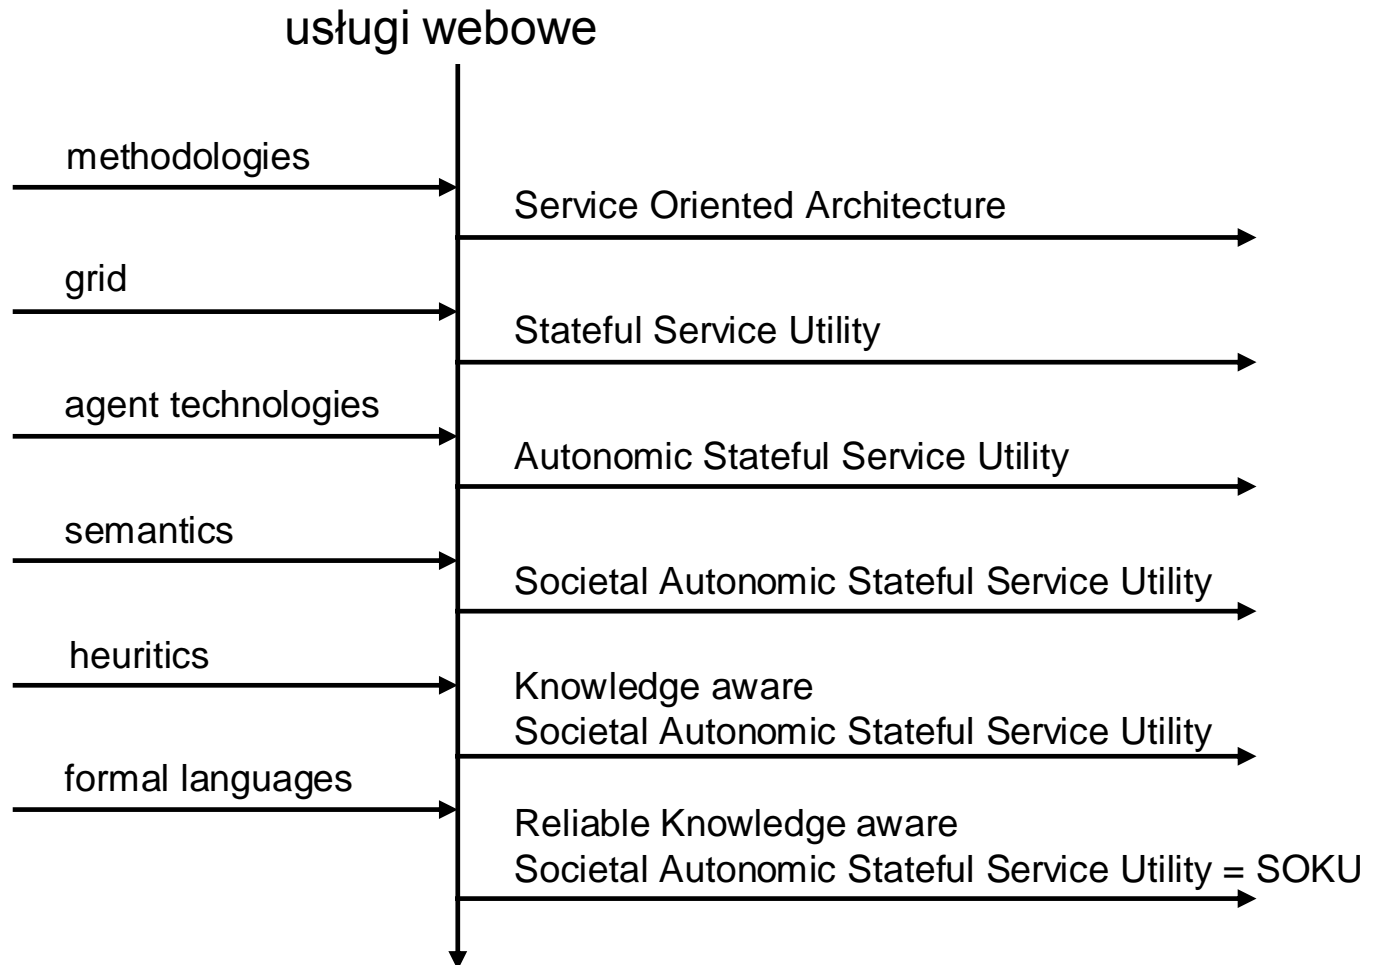 usługi webowe
methodologies
Service Oriented Architecture
grid
Stateful Service Utility
agent technologies
Autonomic Stateful Service Utility
semantics
Societal Autonomic Stateful Service Utility
heuritics
Knowledge aware
Societal Autonomic Stateful Service Utility
formal languages
Reliable Knowledge aware
Societal Autonomic Stateful Service Utility = SOKU